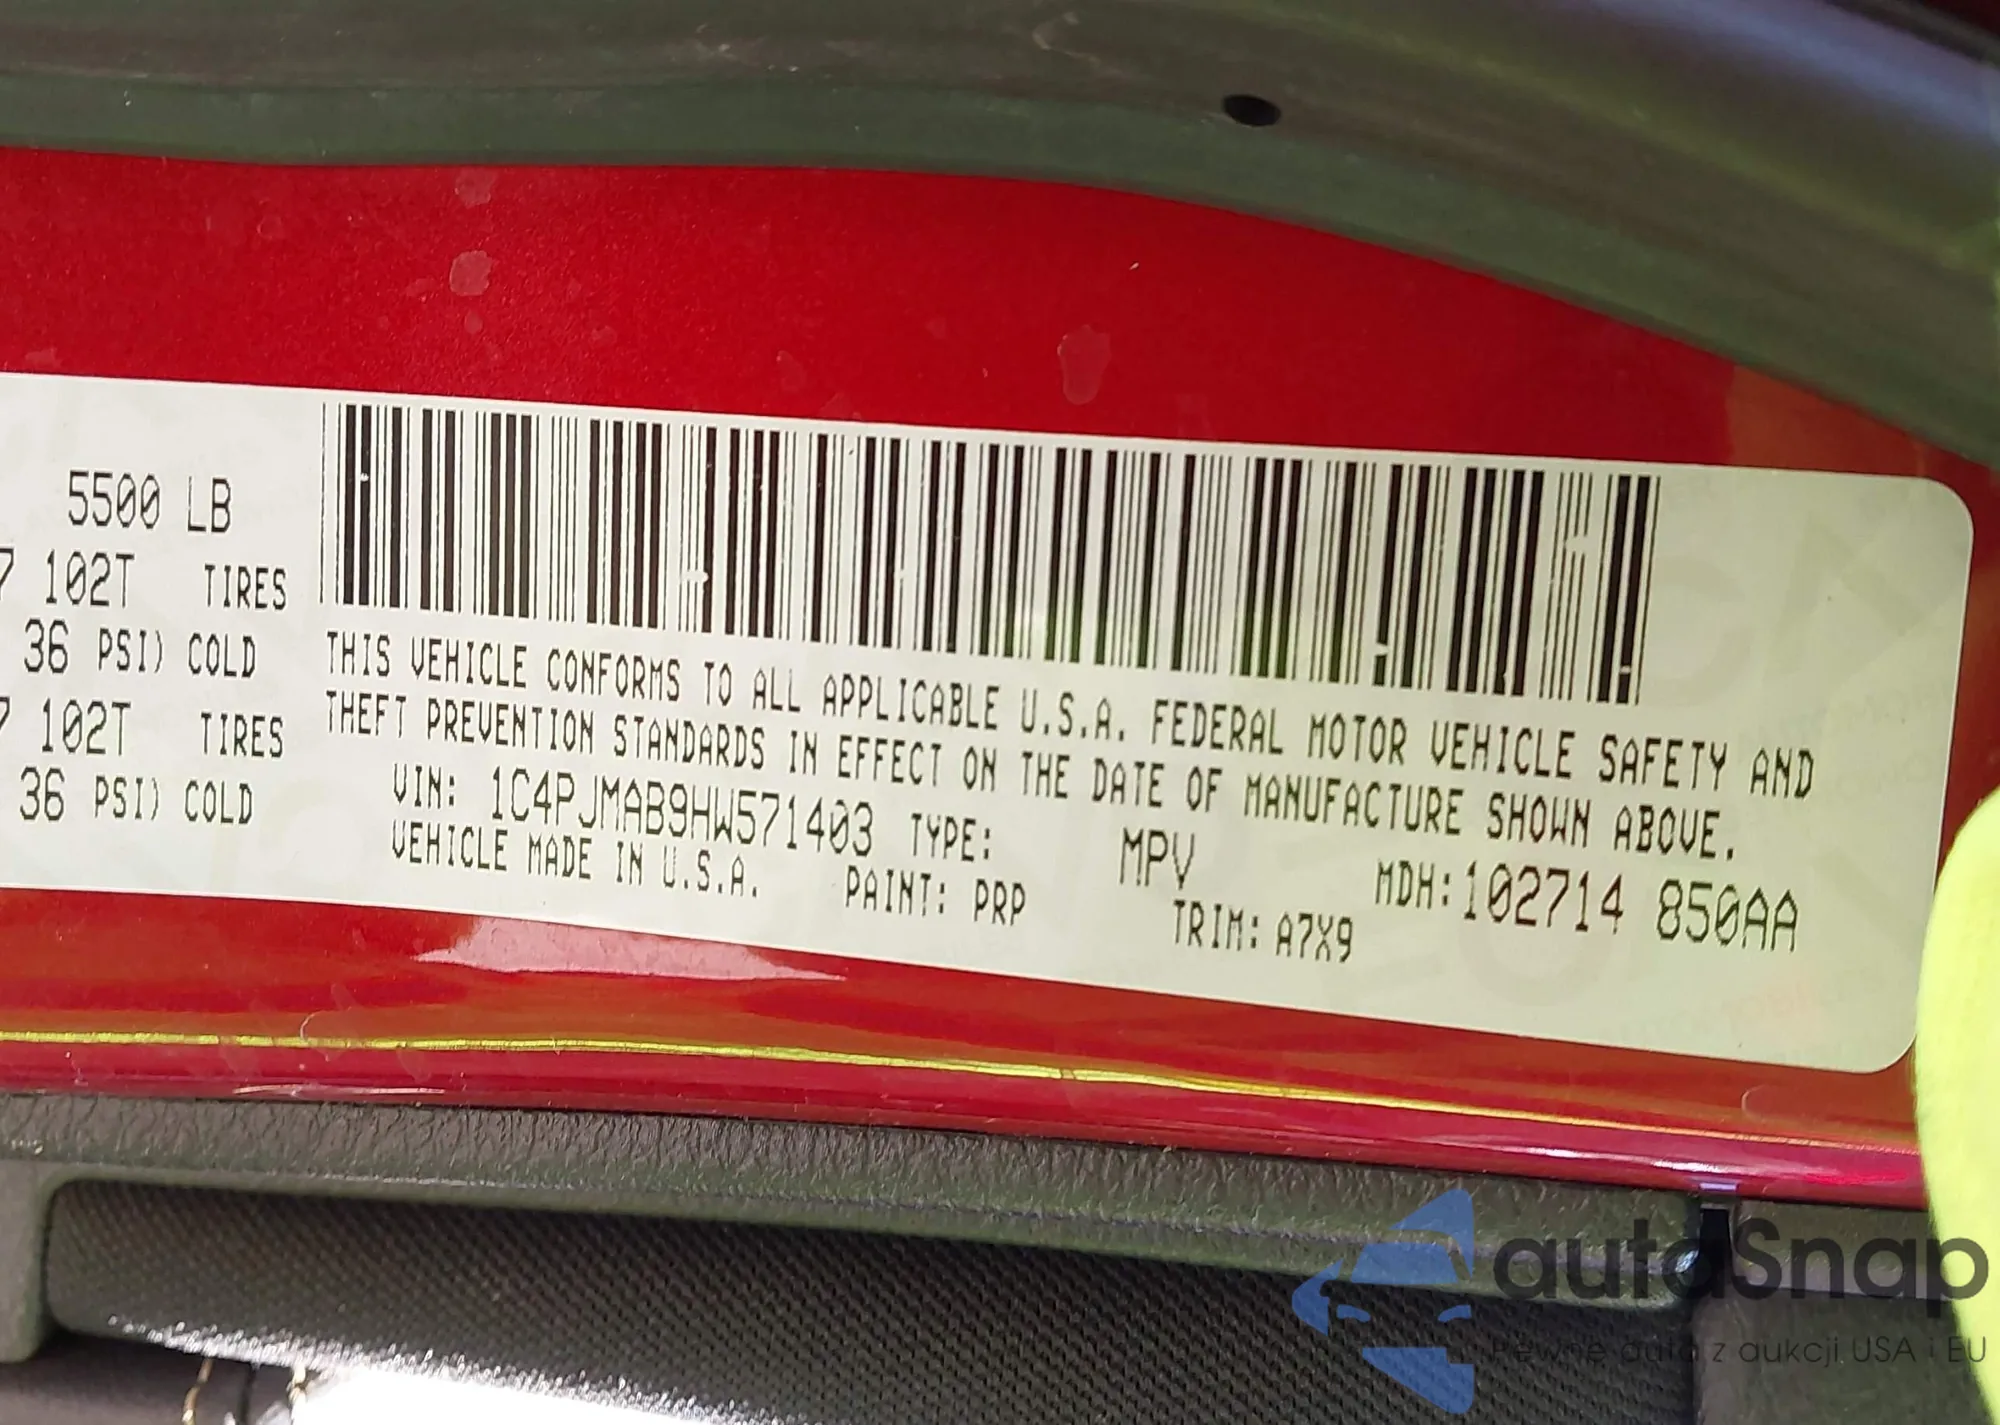 5500 LB
7 102T TIRES
36 PSI) COLD
7 102T TIRES
36 PSI) COLD
THIS VEHICLE CONFORMS TO ALL APPLICABLE U.S.A. FEDERAL MOTOR VEHICLE SAFETY AND
THEFT PREVENTION STANDARDS IN EFFECT ON THE DATE OF MANUFACTURE SHOWN ABOVE.
VIN: 1C4PJMAB9HW571403 TYPE: MPV MDH:102714 850AA
VEHICLE MADE IN U.S.A. PAINT: PRP TRIM: A7X9
autoSnap
Pewne auta z aukcji USA i EU